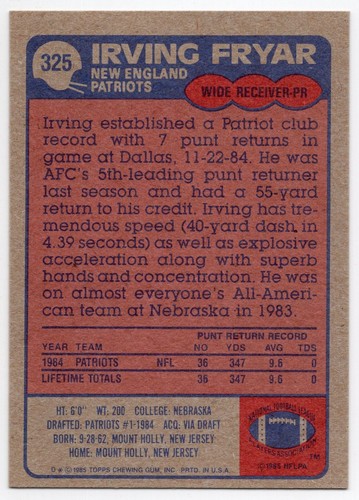 325
IRVING FRYAR
NEW ENGLAND
PATRIOTS
WIDE RECEIVER-PR
Irving established a Patriot club
record with 7 punt returns in
game at Dallas, 11-22-84. He was
AFC's 5th-leading punt returner
last season and had a 55-yard
return to his credit. Irving has tre-
mendous speed (40-yard dash in
4.39 seconds) as well as explosive
acceleration along with superb
hands and concentration. He was
on almost everyone's All-Ameri-
can team at Nebraska in 1983.
PUNT RETURN RECORD
YEAR TEAM NO YDS AVG TDS
1984 PATRIOTS NFL 36 347 9.6 0
LIFETIME TOTALS 36 347 9.6 0
HT: 6'0" WT: 200 COLLEGE: NEBRASKA
DRAFTED: PATRIOTS #1-1984 ACQ: VIA DRAFT
BORN: 9-28-62, MOUNT HOLLY, NEW JERSEY
HOME: MOUNT HOLLY, NEW JERSEY
D * © 1985 TOPPS CHEWING GUM, INC. PRTD. IN U.S.A.
NATIONAL FOOTBALL LEAGUE
PLAYERS ASSOCIATION
TM
© 1985 NFLPA